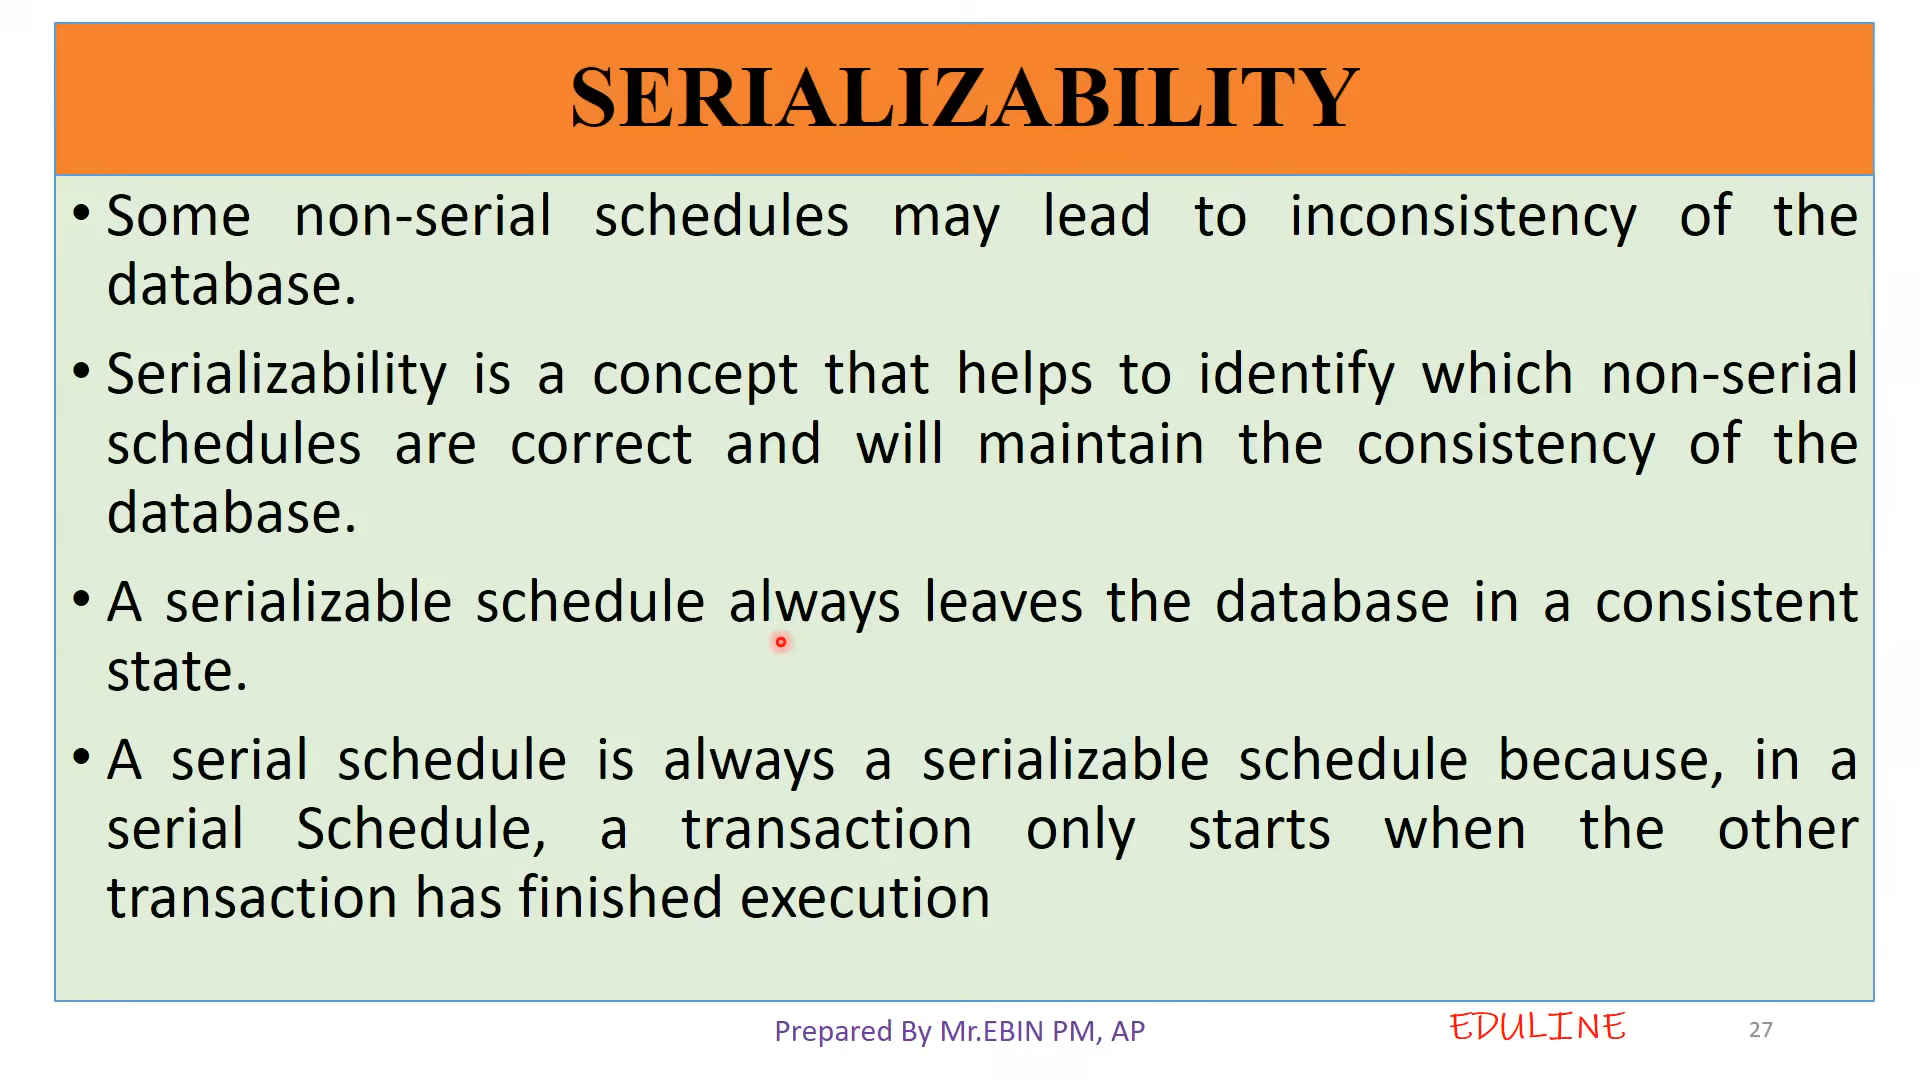 SERIALIZABILITY
• Some non-serial schedules may lead to inconsistency of the
database.
• Serializability is a concept that helps to identify which non-serial
schedules are correct and will maintain the consistency of the
database.
• A serializable schedule always leaves the database in a consistent
state.
• A serial schedule is always a serializable schedule because, in a
serial Schedule, a transaction only starts when the other
transaction has finished execution
Prepared By Mr.EBIN PM, AP
EDULINE
27